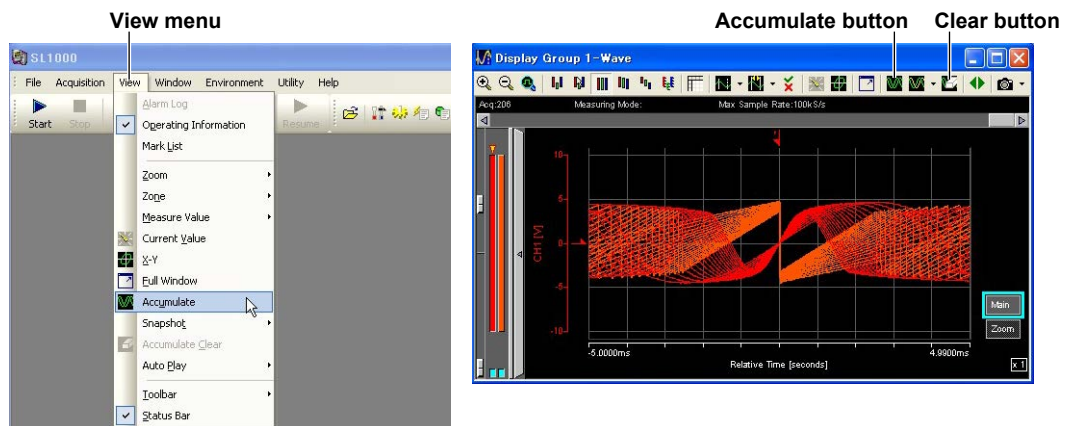 View menu
Accumulate button Clear button
SL1000
File Acquisition View Window Environment Utility Help
Start Stop Resume
Alarm Log
Operating Information
Mark List
Zoom
Zone
Measure Value
Current Value
X-Y
Full Window
Accumulate
Snapshot
Accumulate Clear
Auto Play
Toolbar
Status Bar
Display Group 1-Wave
Acq:206 Measuring Mode: Max Sample Rate:100kS/s
10
5
0
-5
-10
CH1 [V]
Main
Zoom
-5.0000ms 4.9900ms
Relative Time [seconds]
x 1